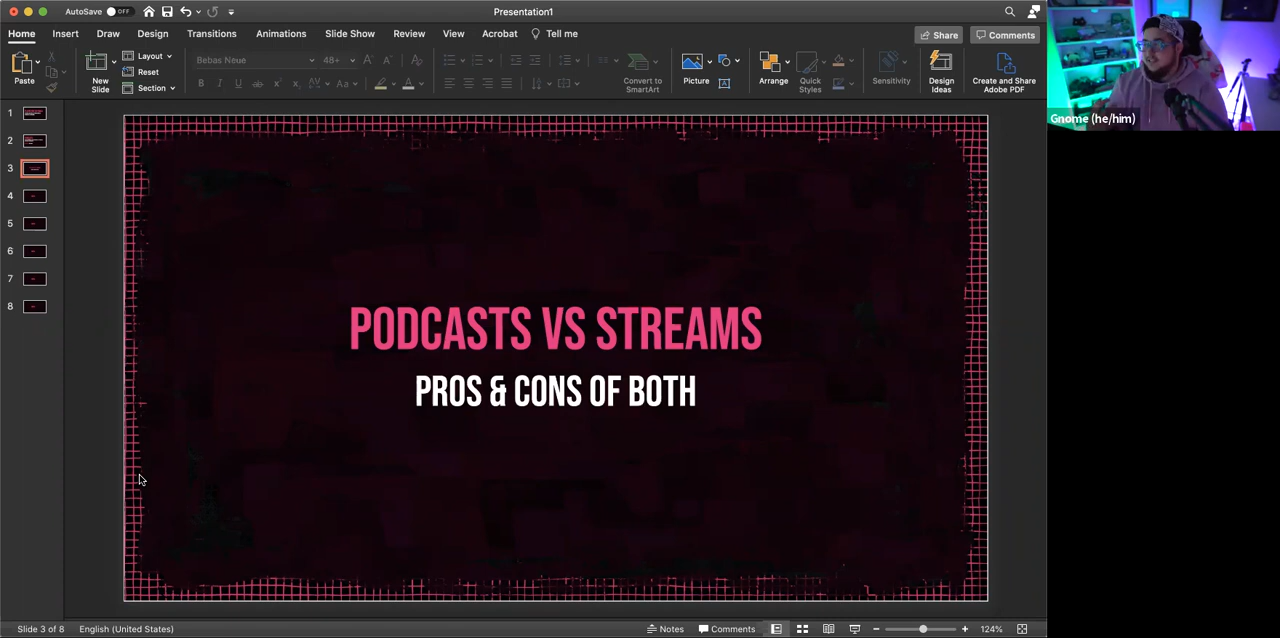 AutoSave OFF
Presentation1
Home Insert Draw Design Transitions Animations Slide Show Review View Acrobat Tell me
Share Comments
Paste
New Slide
Layout
Reset
Section
Bebas Neue 48+
Convert to SmartArt
Picture
Arrange
Quick Styles
Sensitivity
Design Ideas
Create and Share Adobe PDF
Gnome (he/him)
1
2
3
4
5
6
7
8
PODCASTS VS STREAMS
PROS & CONS OF BOTH
Slide 3 of 8 English (United States) Notes Comments 124%